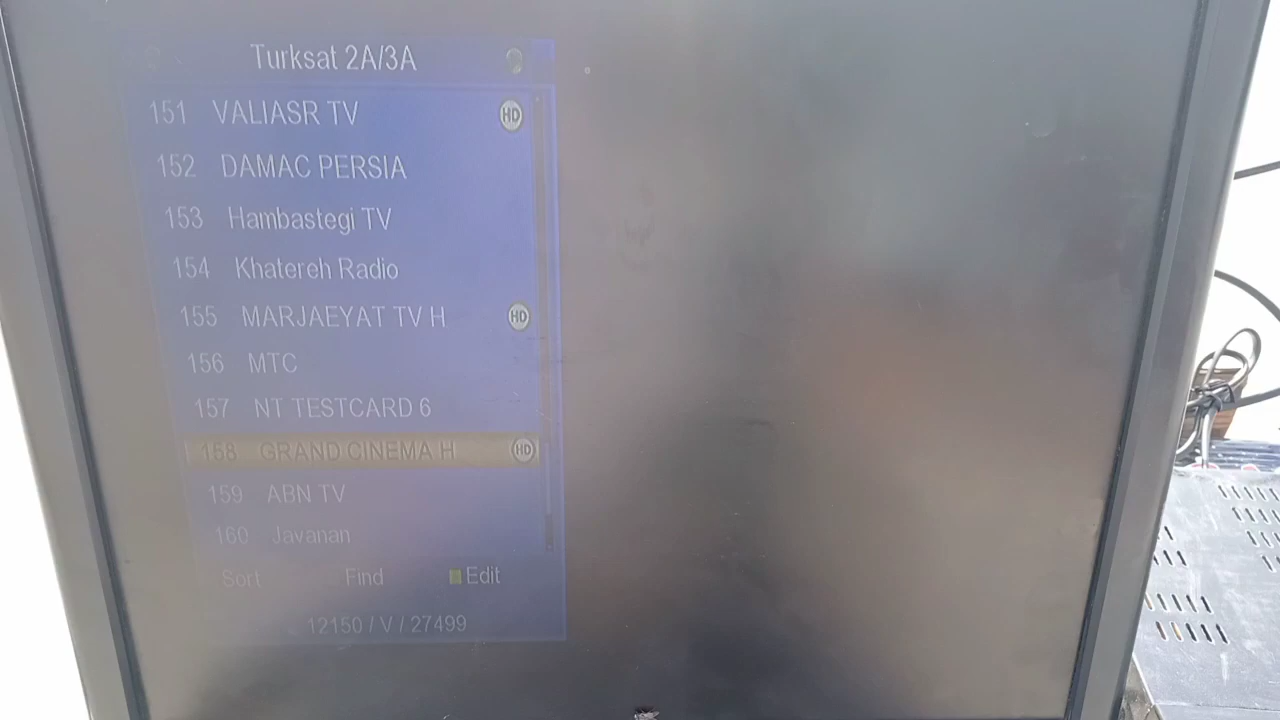 Turksat 2A/3A
151 VALIASR TV HD
152 DAMAC PERSIA
153 Hambastegi TV
154 Khatereh Radio
155 MARJAEYAT TV H HD
156 MTC
157 NT TESTCARD 6
158 GRAND CINEMA H HD
159 ABN TV
160 Javanan
Sort Find Edit
12150 / V / 27499